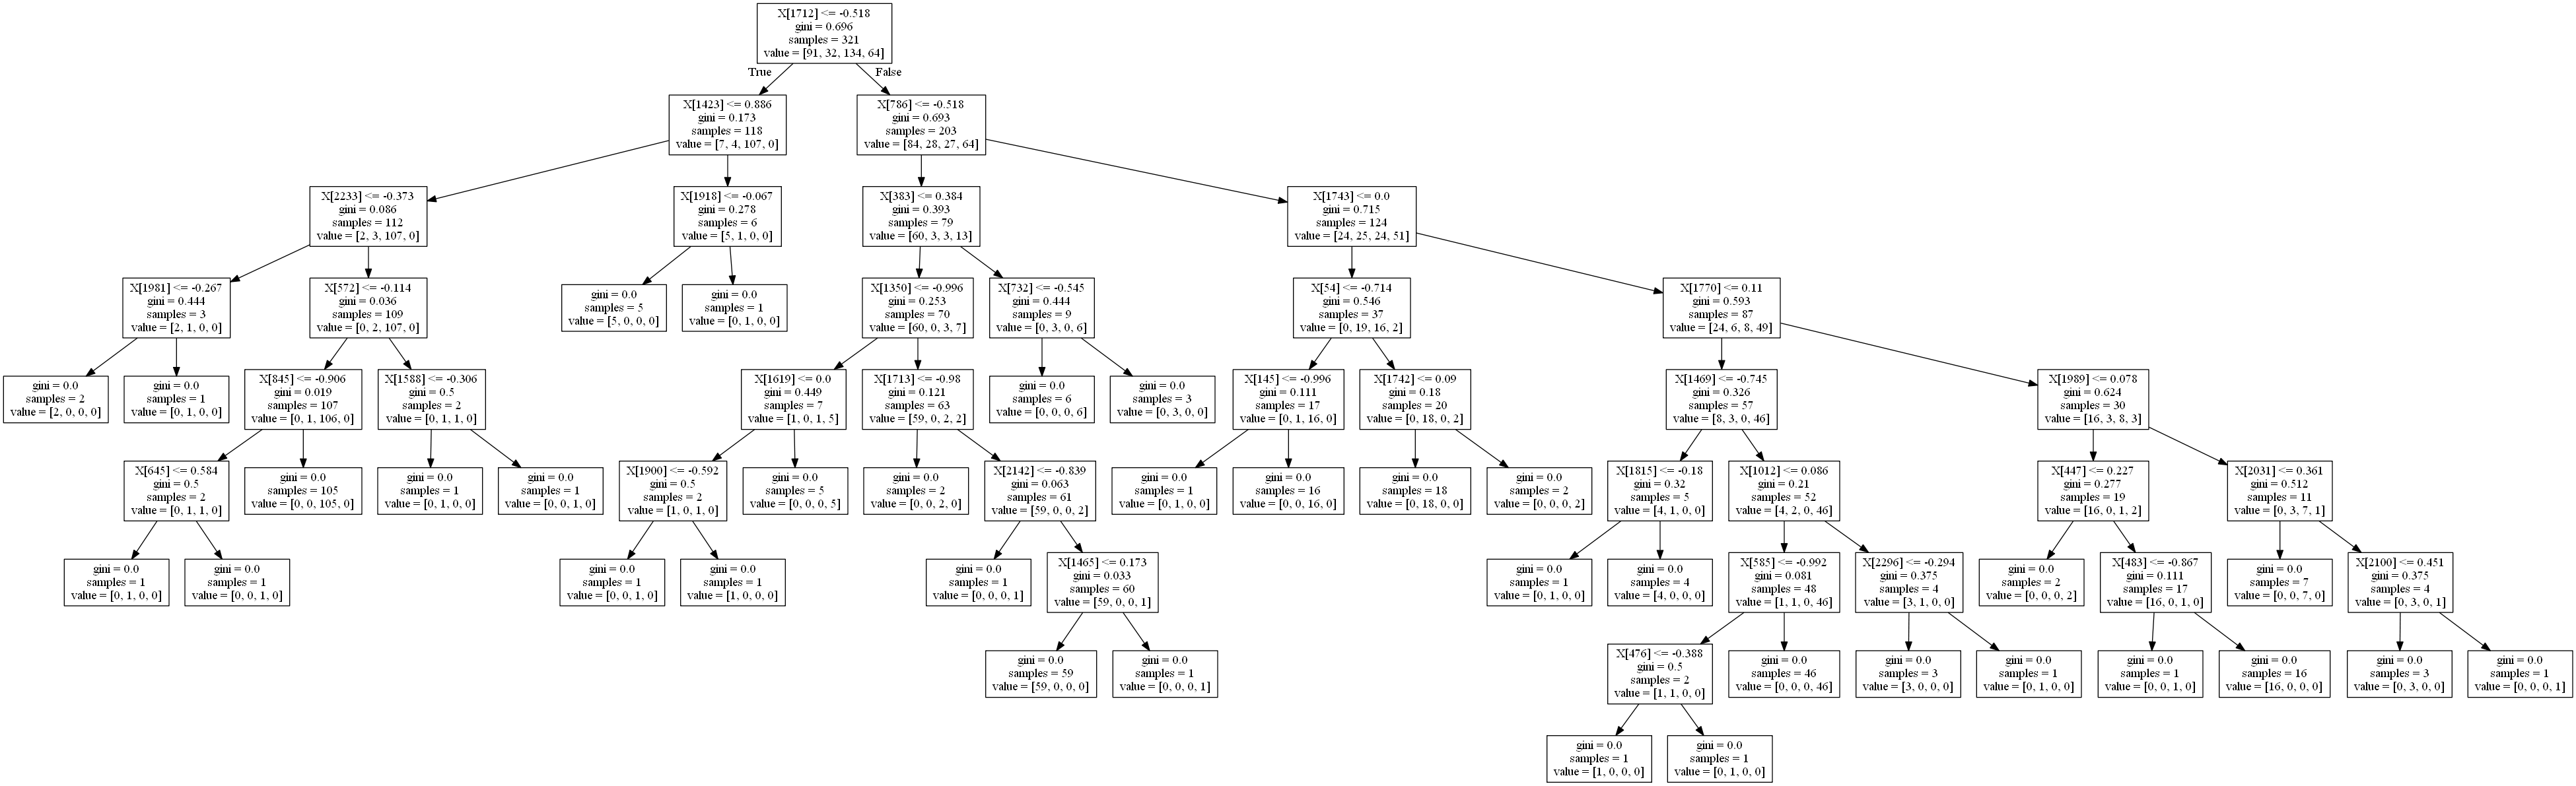 X[1712] <= -0.518
gini = 0.696
samples = 321
value = [91, 32, 134, 64]
True
False
X[1423] <= 0.886
gini = 0.173
samples = 118
value = [7, 4, 107, 0]
X[786] <= -0.518
gini = 0.693
samples = 203
value = [84, 28, 27, 64]
X[2233] <= -0.373
gini = 0.086
samples = 112
value = [2, 3, 107, 0]
X[1918] <= -0.067
gini = 0.278
samples = 6
value = [5, 1, 0, 0]
X[383] <= 0.384
gini = 0.393
samples = 79
value = [60, 3, 3, 13]
X[1743] <= 0.0
gini = 0.715
samples = 124
value = [24, 25, 24, 51]
X[1981] <= -0.267
gini = 0.444
samples = 3
value = [2, 1, 0, 0]
X[572] <= -0.114
gini = 0.036
samples = 109
value = [0, 2, 107, 0]
gini = 0.0
samples = 5
value = [5, 0, 0, 0]
gini = 0.0
samples = 1
value = [0, 1, 0, 0]
X[1350] <= -0.996
gini = 0.253
samples = 70
value = [60, 0, 3, 7]
X[732] <= -0.545
gini = 0.444
samples = 9
value = [0, 3, 0, 6]
X[54] <= -0.714
gini = 0.546
samples = 37
value = [0, 19, 16, 2]
X[1770] <= 0.11
gini = 0.593
samples = 87
value = [24, 6, 8, 49]
gini = 0.0
samples = 2
value = [2, 0, 0, 0]
gini = 0.0
samples = 1
value = [0, 1, 0, 0]
X[845] <= -0.906
gini = 0.019
samples = 107
value = [0, 1, 106, 0]
X[1588] <= -0.306
gini = 0.5
samples = 2
value = [0, 1, 1, 0]
X[1619] <= 0.0
gini = 0.449
samples = 7
value = [1, 0, 1, 5]
X[1713] <= -0.98
gini = 0.121
samples = 63
value = [59, 0, 2, 2]
gini = 0.0
samples = 6
value = [0, 0, 0, 6]
gini = 0.0
samples = 3
value = [0, 3, 0, 0]
X[145] <= -0.996
gini = 0.111
samples = 17
value = [0, 1, 16, 0]
X[1742] <= 0.09
gini = 0.18
samples = 20
value = [0, 18, 0, 2]
X[1469] <= -0.745
gini = 0.326
samples = 57
value = [8, 3, 0, 46]
X[1989] <= 0.078
gini = 0.624
samples = 30
value = [16, 3, 8, 3]
X[645] <= 0.584
gini = 0.5
samples = 2
value = [0, 1, 1, 0]
gini = 0.0
samples = 105
value = [0, 0, 105, 0]
gini = 0.0
samples = 1
value = [0, 1, 0, 0]
gini = 0.0
samples = 1
value = [0, 0, 1, 0]
X[1900] <= -0.592
gini = 0.5
samples = 2
value = [1, 0, 1, 0]
gini = 0.0
samples = 5
value = [0, 0, 0, 5]
gini = 0.0
samples = 2
value = [0, 0, 2, 0]
X[2142] <= -0.839
gini = 0.063
samples = 61
value = [59, 0, 0, 2]
gini = 0.0
samples = 1
value = [0, 1, 0, 0]
gini = 0.0
samples = 16
value = [0, 0, 16, 0]
gini = 0.0
samples = 18
value = [0, 18, 0, 0]
gini = 0.0
samples = 2
value = [0, 0, 0, 2]
X[1815] <= -0.18
gini = 0.32
samples = 5
value = [4, 1, 0, 0]
X[1012] <= 0.086
gini = 0.21
samples = 52
value = [4, 2, 0, 46]
X[447] <= 0.227
gini = 0.277
samples = 19
value = [16, 0, 1, 2]
X[2031] <= 0.361
gini = 0.512
samples = 11
value = [0, 3, 7, 1]
gini = 0.0
samples = 1
value = [0, 1, 0, 0]
gini = 0.0
samples = 1
value = [0, 0, 1, 0]
gini = 0.0
samples = 1
value = [0, 0, 1, 0]
gini = 0.0
samples = 1
value = [1, 0, 0, 0]
gini = 0.0
samples = 1
value = [0, 0, 0, 1]
X[1465] <= 0.173
gini = 0.033
samples = 60
value = [59, 0, 0, 1]
gini = 0.0
samples = 1
value = [0, 1, 0, 0]
gini = 0.0
samples = 4
value = [4, 0, 0, 0]
X[585] <= -0.992
gini = 0.081
samples = 48
value = [1, 1, 0, 46]
X[2296] <= -0.294
gini = 0.375
samples = 4
value = [3, 1, 0, 0]
gini = 0.0
samples = 2
value = [0, 0, 0, 2]
X[483] <= -0.867
gini = 0.111
samples = 17
value = [16, 0, 1, 0]
gini = 0.0
samples = 7
value = [0, 0, 7, 0]
X[2100] <= 0.451
gini = 0.375
samples = 4
value = [0, 3, 0, 1]
gini = 0.0
samples = 59
value = [59, 0, 0, 0]
gini = 0.0
samples = 1
value = [0, 0, 0, 1]
X[476] <= -0.388
gini = 0.5
samples = 2
value = [1, 1, 0, 0]
gini = 0.0
samples = 46
value = [0, 0, 0, 46]
gini = 0.0
samples = 3
value = [3, 0, 0, 0]
gini = 0.0
samples = 1
value = [0, 1, 0, 0]
gini = 0.0
samples = 1
value = [0, 0, 1, 0]
gini = 0.0
samples = 16
value = [16, 0, 0, 0]
gini = 0.0
samples = 3
value = [0, 3, 0, 0]
gini = 0.0
samples = 1
value = [0, 0, 0, 1]
gini = 0.0
samples = 1
value = [1, 0, 0, 0]
gini = 0.0
samples = 1
value = [0, 1, 0, 0]